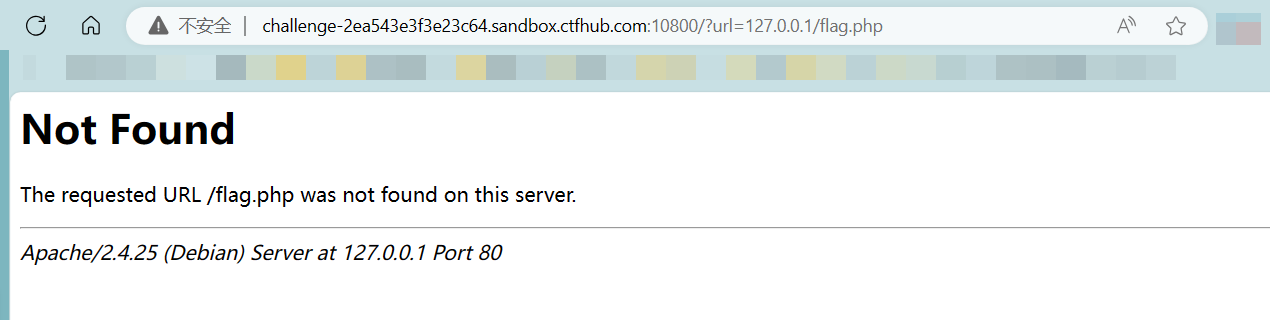 不安全 | challenge-2ea543e3f3e23c64.sandbox.ctfhub.com:10800/?url=127.0.0.1/flag.php
Not Found
The requested URL /flag.php was not found on this server.
Apache/2.4.25 (Debian) Server at 127.0.0.1 Port 80